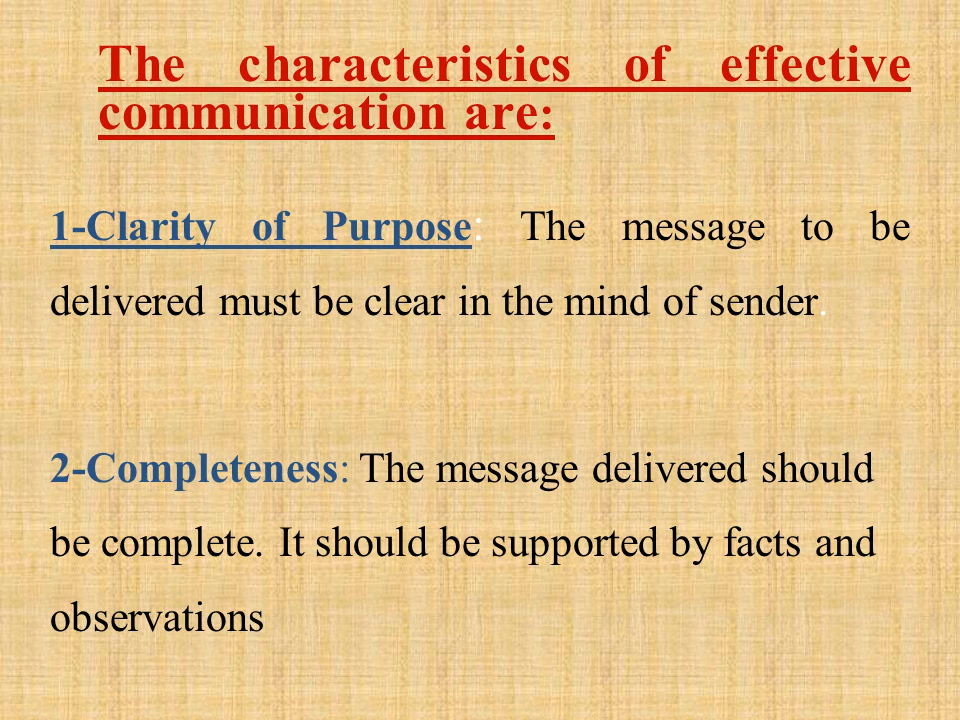 The characteristics of effective
communication are:
1-Clarity of Purpose: The message to be
delivered must be clear in the mind of sender.
2-Completeness: The message delivered should
be complete. It should be supported by facts and
observations